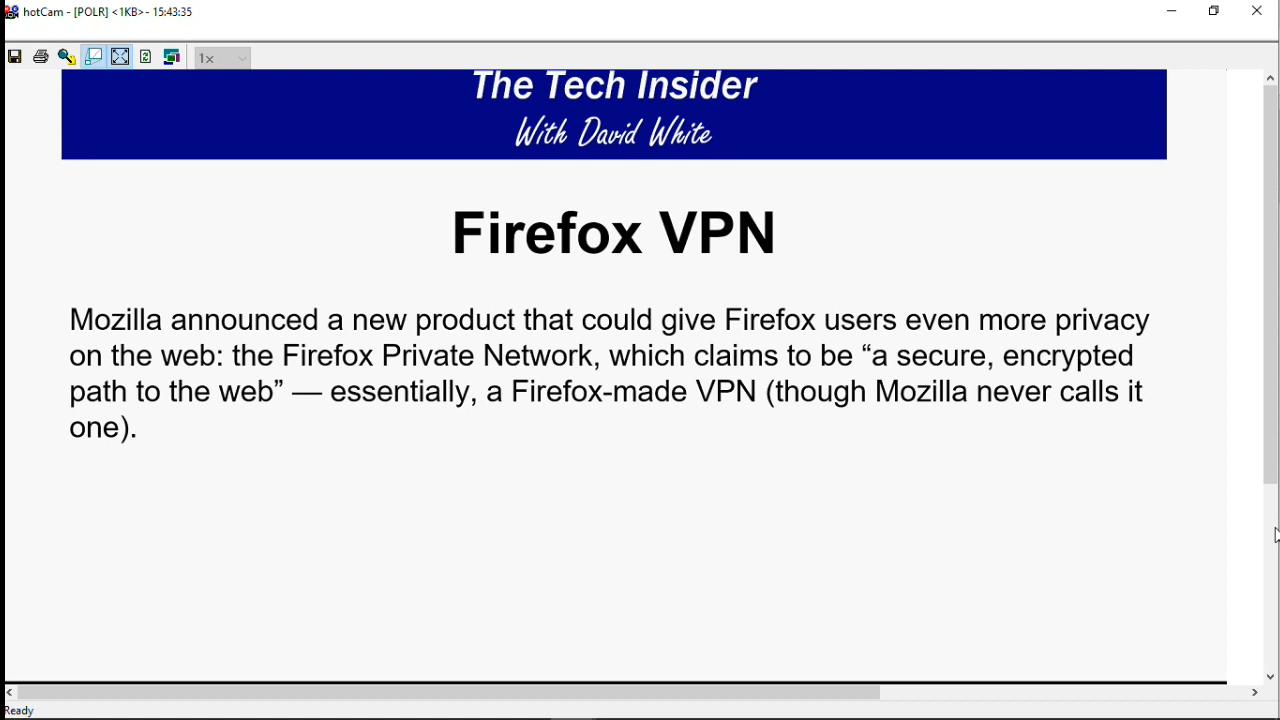 hotCam - [POLR] <1KB> - 15:43:35
1x
The Tech Insider
With David White
Firefox VPN
Mozilla announced a new product that could give Firefox users even more privacy
on the web: the Firefox Private Network, which claims to be “a secure, encrypted
path to the web” — essentially, a Firefox-made VPN (though Mozilla never calls it
one).
Ready